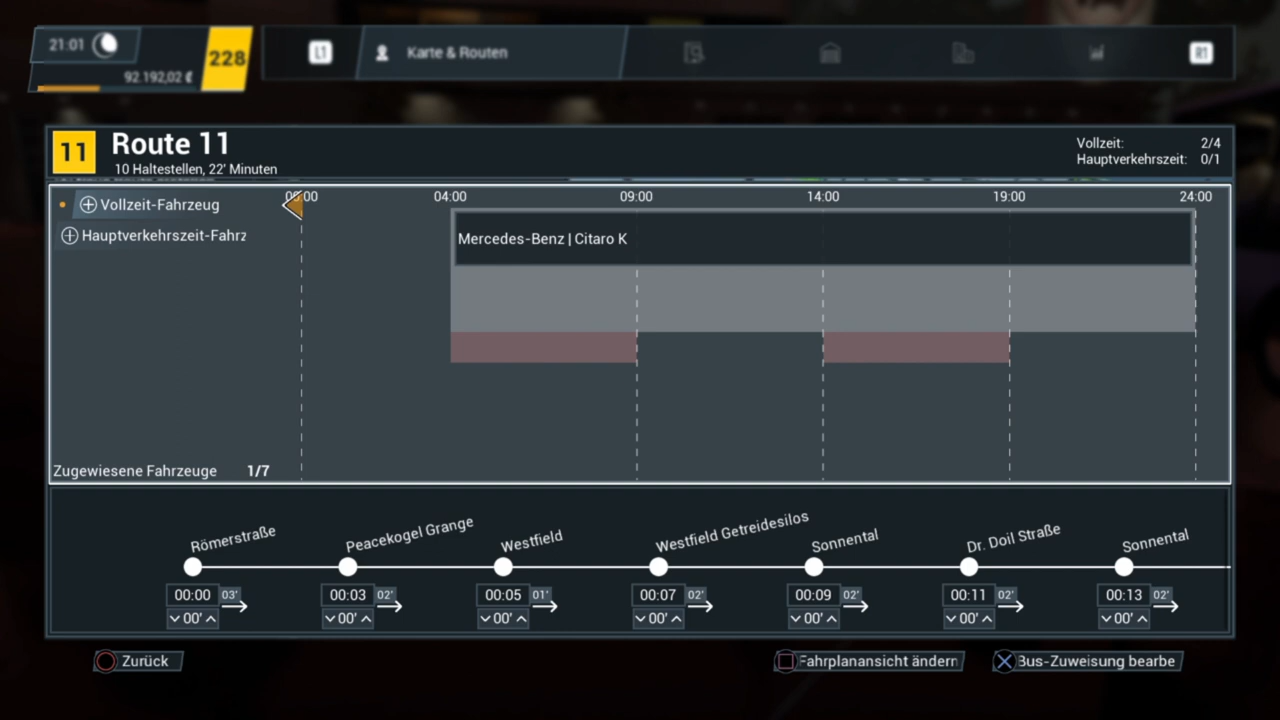 21:01
92.192,02 ₵
228
L1
Karte & Routen
R1
11
Route 11
10 Haltestellen, 22' Minuten
Vollzeit: 2/4
Hauptverkehrszeit: 0/1
Vollzeit-Fahrzeug
Hauptverkehrszeit-Fahrz
04:00 09:00 14:00 19:00 24:00
Mercedes-Benz | Citaro K
Zugewiesene Fahrzeuge 1/7
Römerstraße
Peacekogel Grange
Westfield
Westfield Getreidesilos
Sonnental
Dr. Doil Straße
Sonnental
00:00 03' 00:03 02' 00:05 01' 00:07 02' 00:09 02' 00:11 02' 00:13 02'
00' 00' 00' 00' 00' 00' 00'
Zurück
Fahrplanansicht ändern
Bus-Zuweisung bearbe